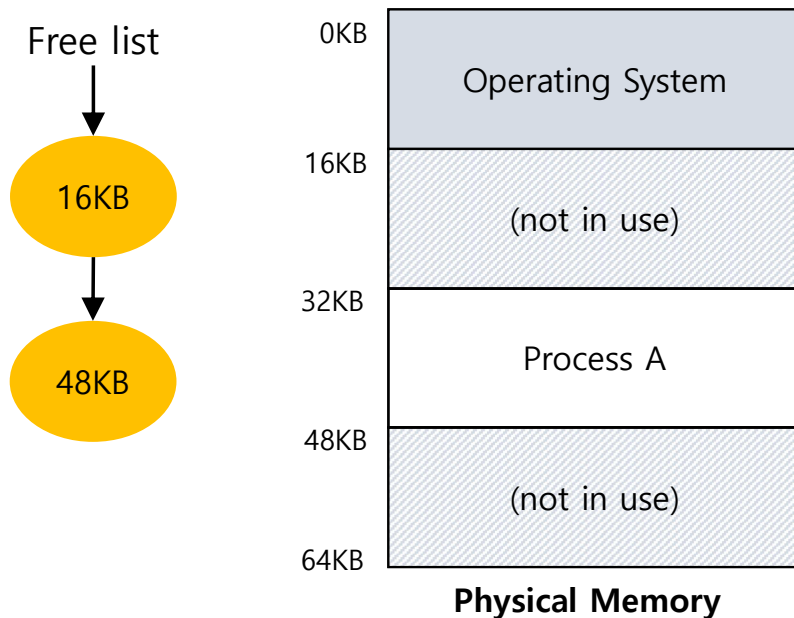 Free list
16KB
48KB
0KB
Operating System
16KB
(not in use)
32KB
Process A
48KB
(not in use)
64KB
Physical Memory